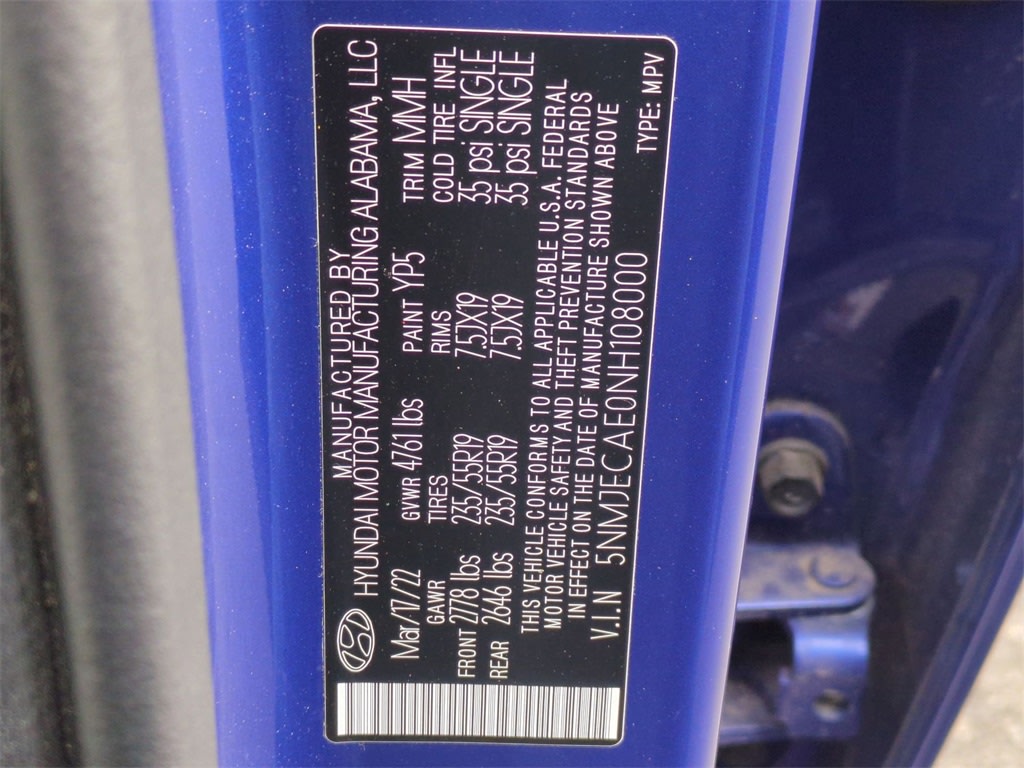 MANUFACTURED BY
HYUNDAI MOTOR MANUFACTURING ALABAMA, LLC
Mar/17/22 GVWR 4761 lbs PAINT YP5 TRIM MMH
GAWR TIRES RIMS COLD TIRE INFL
FRONT 2778 lbs 235/55R19 7.5JX19 35 psi SINGLE
REAR 2646 lbs 235/55R19 7.5JX19 35 psi SINGLE
THIS VEHICLE CONFORMS TO ALL APPLICABLE U.S.A. FEDERAL
MOTOR VEHICLE SAFETY AND THEFT PREVENTION STANDARDS
IN EFFECT ON THE DATE OF MANUFACTURE SHOWN ABOVE
V.I.N 5NMJECAE0NH108000 TYPE: MPV